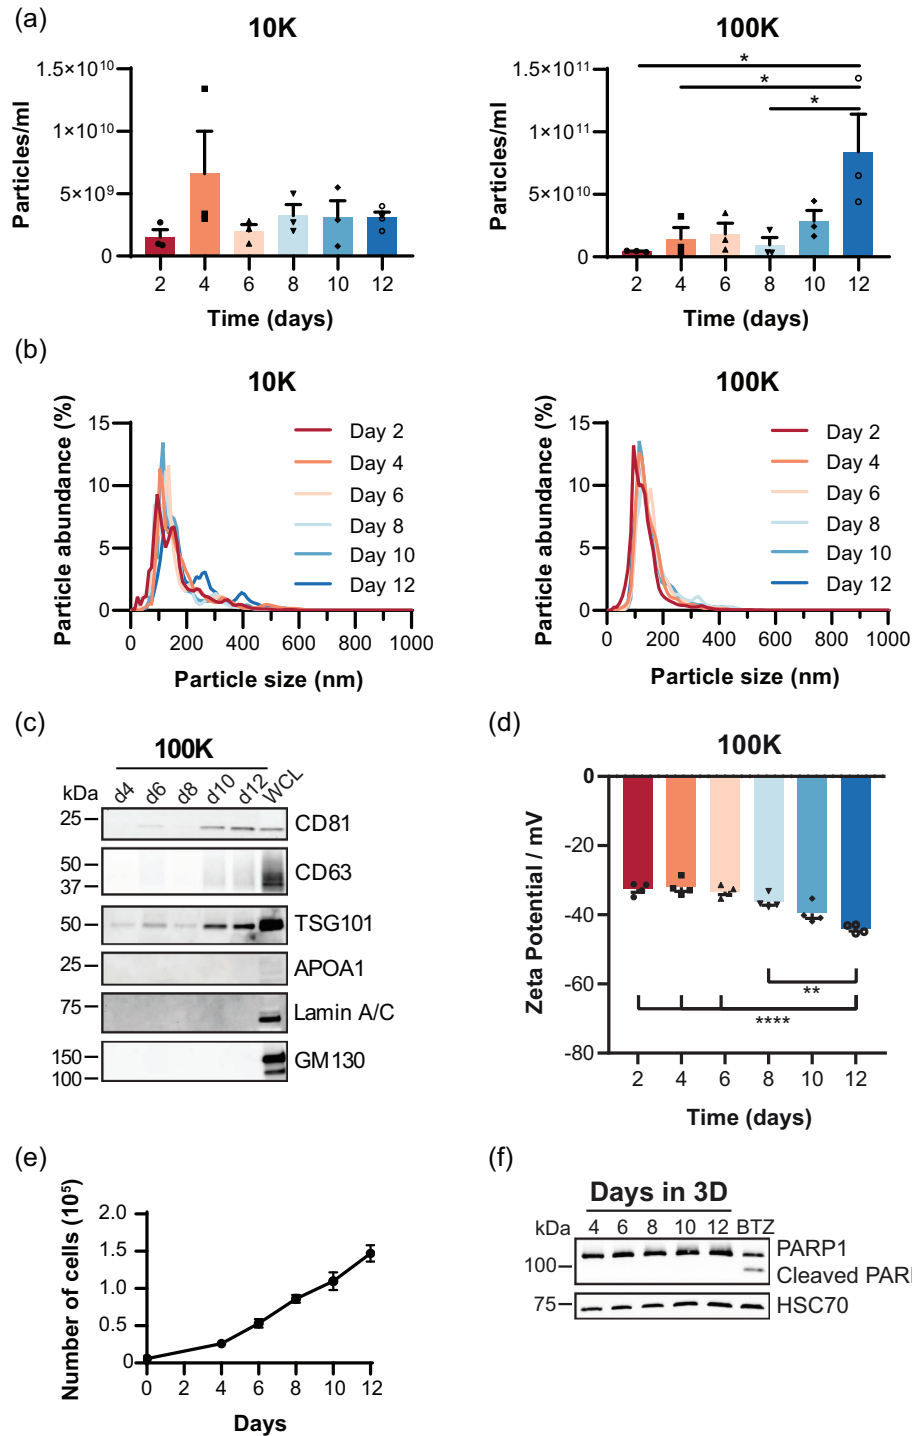 (a)
10K
100K
Particles/ml
1.5×10¹⁰
1×10¹⁰
5×10⁹
0
2 4 6 8 10 12
Time (days)
Particles/ml
1.5×10¹¹
1×10¹¹
5×10¹⁰
0
*
*
*
2 4 6 8 10 12
Time (days)
(b)
10K
100K
Particle abundance (%)
15
10
5
0
Day 2
Day 4
Day 6
Day 8
Day 10
Day 12
0 200 400 600 800 1000
Particle size (nm)
Particle abundance (%)
15
10
5
0
Day 2
Day 4
Day 6
Day 8
Day 10
Day 12
0 200 400 600 800 1000
Particle size (nm)
(c)
100K
kDa d4 d6 d8 d10 d12 WCL
25 CD81
50
37 CD63
50 TSG101
25 APOA1
75 Lamin A/C
150 GM130
100
(d)
100K
Zeta Potential / mV
0
-20
-40
-60
-80
**
****
2 4 6 8 10 12
Time (days)
(e)
Number of cells (10⁵)
2.0
1.5
1.0
0.5
0
0 2 4 6 8 10 12
Days
(f)
Days in 3D
kDa 4 6 8 10 12 BTZ
PARP1
100
Cleaved PAR
75 HSC70